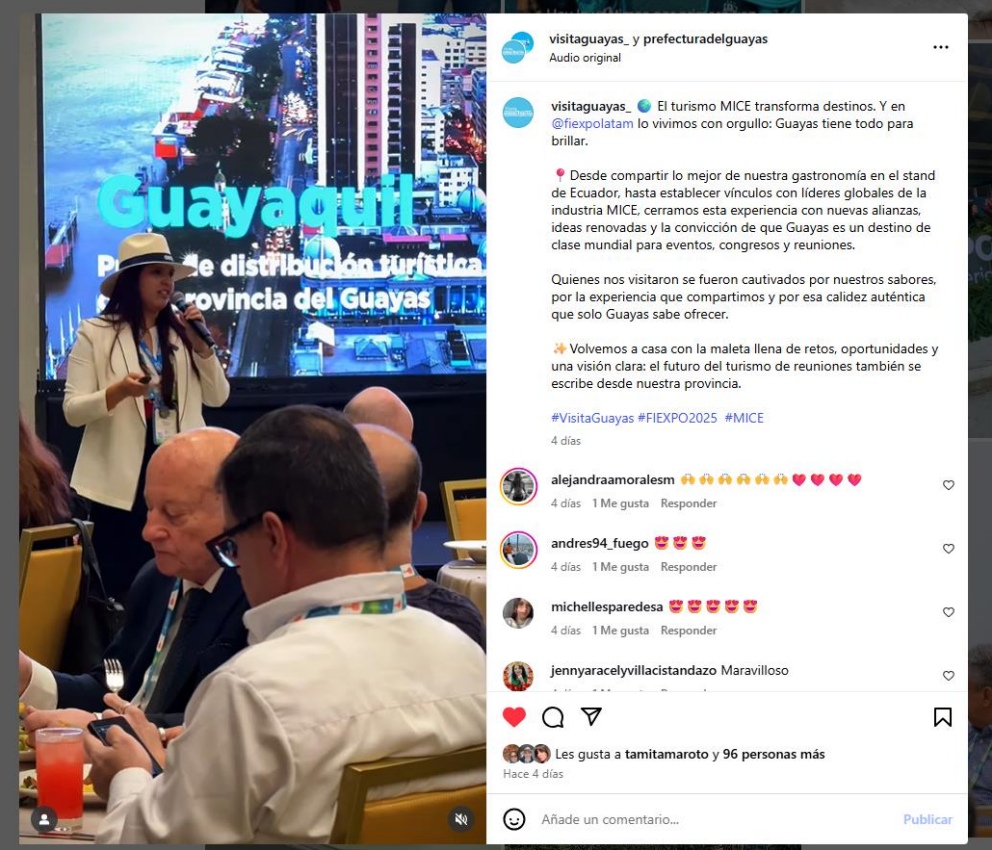 Guayaquil
de distribución turística
rovincia del Guayas
visitaguayas_ y prefecturadelguayas
Audio original
visitaguayas_ 🌎 El turismo MICE transforma destinos. Y en
@fiexpolatam lo vivimos con orgullo: Guayas tiene todo para
brillar.
📍 Desde compartir lo mejor de nuestra gastronomía en el stand
de Ecuador, hasta establecer vínculos con líderes globales de la
industria MICE, cerramos esta experiencia con nuevas alianzas,
ideas renovadas y la convicción de que Guayas es un destino de
clase mundial para eventos, congresos y reuniones.
Quienes nos visitaron se fueron cautivados por nuestros sabores,
por la experiencia que compartimos y por esa calidez auténtica
que solo Guayas sabe ofrecer.
✨ Volvemos a casa con la maleta llena de retos, oportunidades y
una visión clara: el futuro del turismo de reuniones también se
escribe desde nuestra provincia.
#VisitaGuayas #FIEXPO2025 #MICE
4 días
alejandraamoralesm 🙌🙌🙌🙌🙌🙌❤️❤️❤️❤️
4 días 1 Me gusta Responder
andres94_fuego 😍😍😍
4 días 1 Me gusta Responder
michellesparedesa 😍😍😍😍😍
4 días 1 Me gusta Responder
jennyaracelyvillacistandazo Maravilloso
Les gusta a tamitamaroto y 96 personas más
Hace 4 días
Añade un comentario...
Publicar